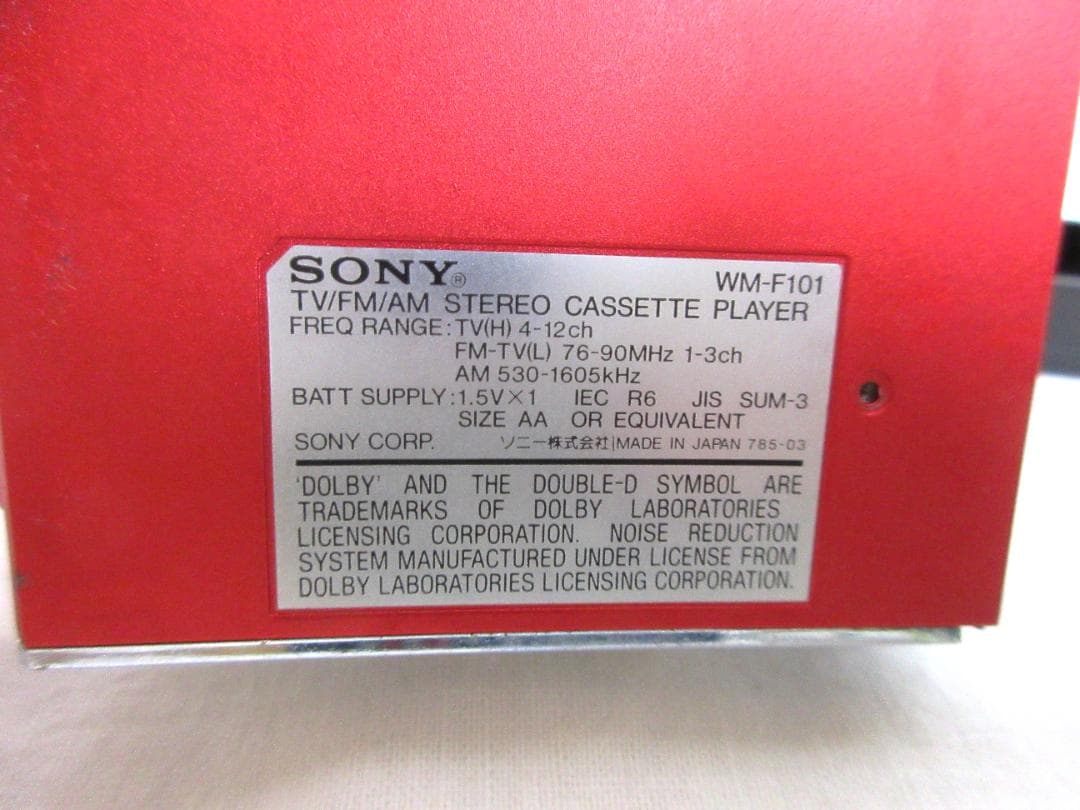 SONY® WM-F101
TV/FM/AM STEREO CASSETTE PLAYER
FREQ RANGE:TV(H) 4-12ch
FM-TV(L) 76-90MHz 1-3ch
AM 530-1605kHz
BATT SUPPLY:1.5V×1 IEC R6 JIS SUM-3
SIZE AA OR EQUIVALENT
SONY CORP. ソニー株式会社|MADE IN JAPAN 785-03
'DOLBY' AND THE DOUBLE-D SYMBOL ARE
TRADEMARKS OF DOLBY LABORATORIES
LICENSING CORPORATION. NOISE REDUCTION
SYSTEM MANUFACTURED UNDER LICENSE FROM
DOLBY LABORATORIES LICENSING CORPORATION.